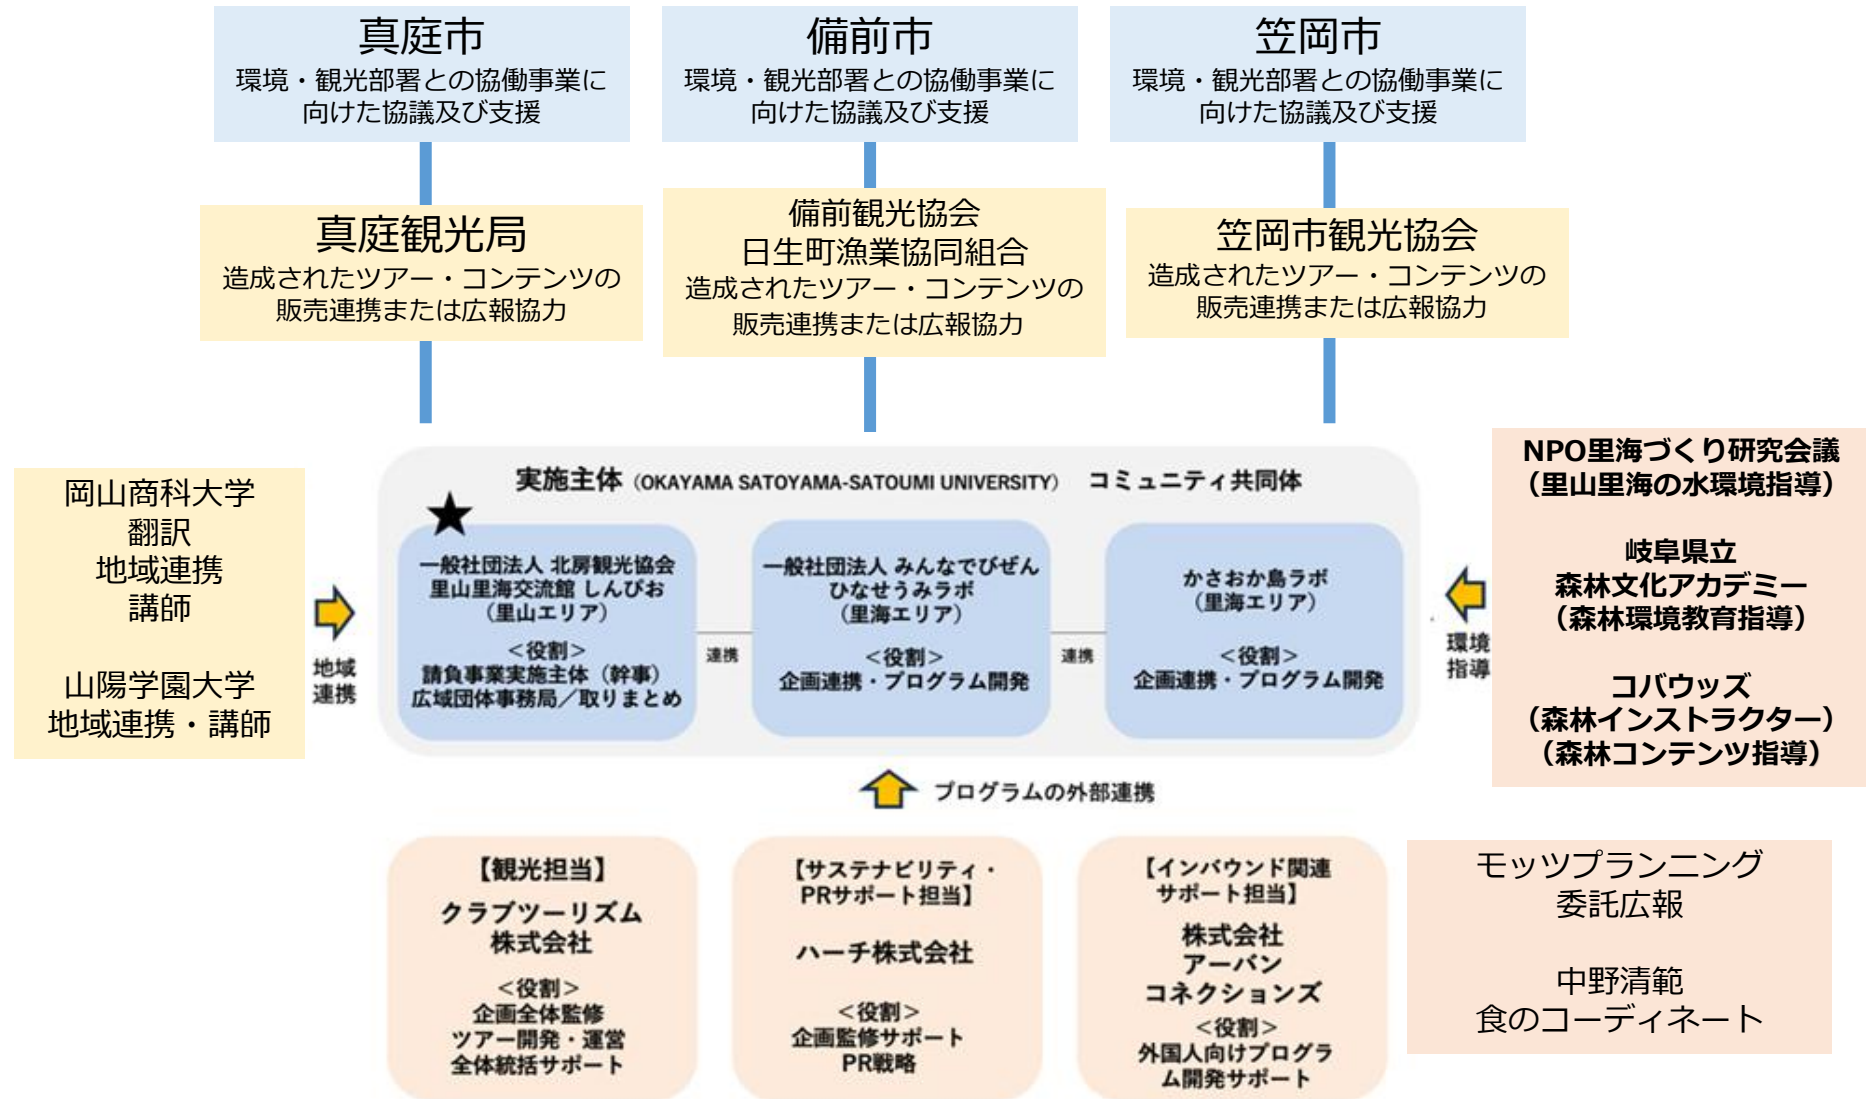 真庭市
環境・観光部署との協働事業に
向けた協議及び支援
備前市
環境・観光部署との協働事業に
向けた協議及び支援
笠岡市
環境・観光部署との協働事業に
向けた協議及び支援
真庭観光局
造成されたツアー・コンテンツの
販売連携または広報協力
備前観光協会
日生町漁業協同組合
造成されたツアー・コンテンツの
販売連携または広報協力
笠岡市観光協会
造成されたツアー・コンテンツの
販売連携または広報協力
岡山商科大学
翻訳
地域連携
講師
山陽学園大学
地域連携・講師
地域
連携
実施主体（OKAYAMA SATOYAMA-SATOUMI UNIVERSITY） コミュニティ共同体
一般社団法人 北房観光協会
里山里海交流館 しんぴお
（里山エリア）
＜役割＞
請負事業実施主体（幹事）
広域団体事務局／取りまとめ
連携
一般社団法人 みんなでびぜん
ひなせうみラボ
（里海エリア）
＜役割＞
企画連携・プログラム開発
連携
かさおか島ラボ
（里海エリア）
＜役割＞
企画連携・プログラム開発
環境
指導
NPO里海づくり研究会議
（里山里海の水環境指導）
岐阜県立
森林文化アカデミー
（森林環境教育指導）
コバウッズ
（森林インストラクター）
（森林コンテンツ指導）
プログラムの外部連携
【観光担当】
クラブツーリズム
株式会社
＜役割＞
企画全体監修
ツアー開発・運営
全体統括サポート
【サステナビリティ・
PRサポート担当】
ハーチ株式会社
＜役割＞
企画監修サポート
PR戦略
【インバウンド関連
サポート担当】
株式会社
アーバン
コネクションズ
＜役割＞
外国人向けプログラ
ム開発サポート
モッツプランニング
委託広報
中野清範
食のコーディネート